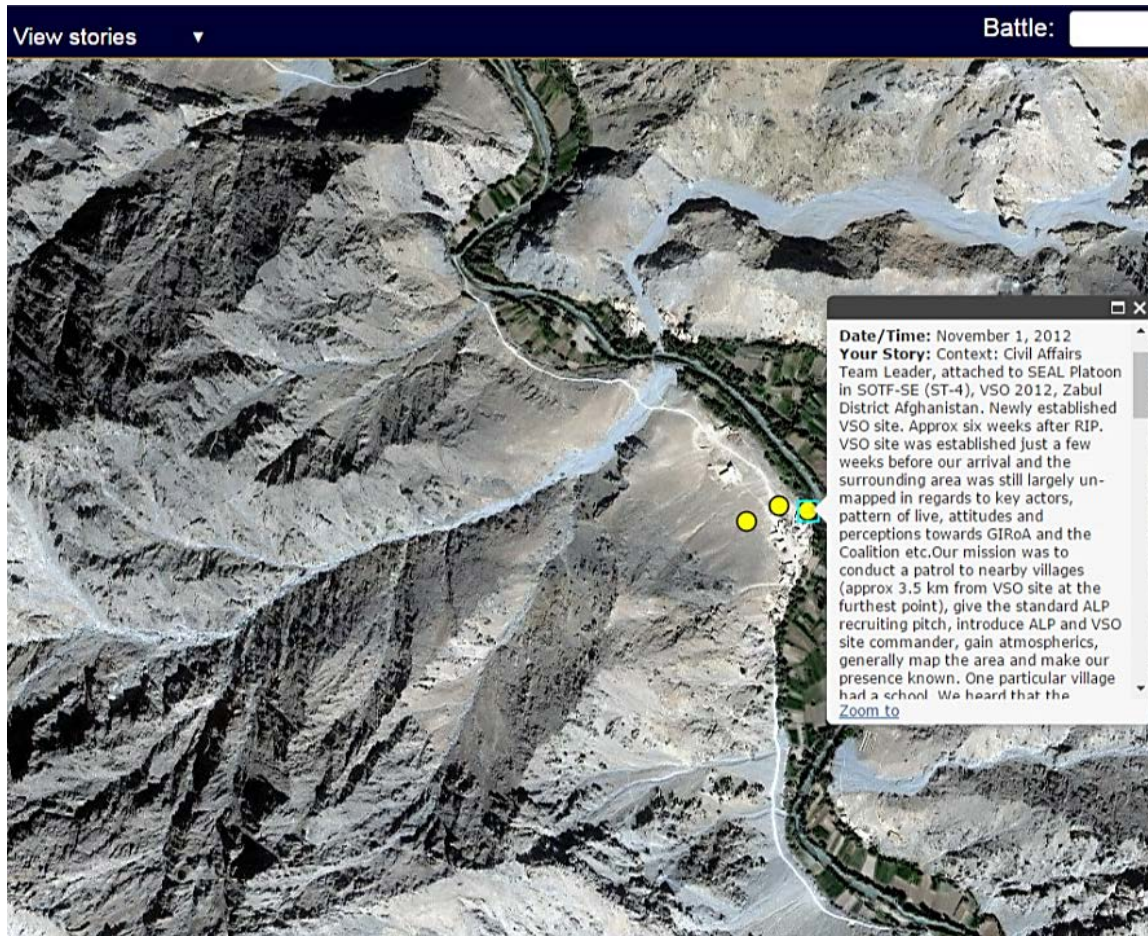 View stories ▼
Battle:
Date/Time: November 1, 2012
Your Story: Context: Civil Affairs
Team Leader, attached to SEAL Platoon
in SOTF-SE (ST-4), VSO 2012, Zabul
District Afghanistan. Newly established
VSO site. Approx six weeks after RIP.
VSO site was established just a few
weeks before our arrival and the
surrounding area was still largely un-
mapped in regards to key actors,
pattern of live, attitudes and
perceptions towards GIRoA and the
Coalition etc.Our mission was to
conduct a patrol to nearby villages
(approx 3.5 km from VSO site at the
furthest point), give the standard ALP
recruiting pitch, introduce ALP and VSO
site commander, gain atmospherics,
generally map the area and make our
presence known. One particular village
had a school. We heard that the
Zoom to